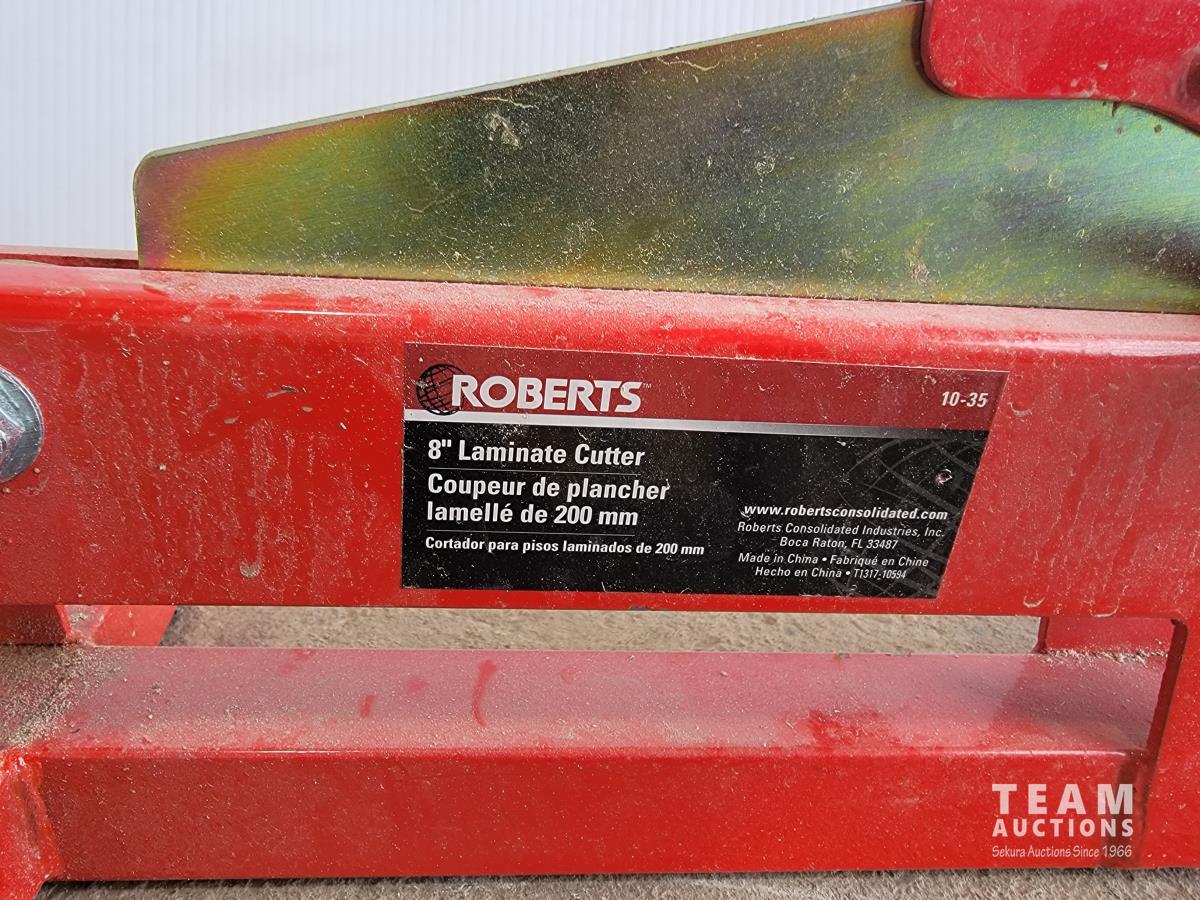 ROBERTS™
10-35
8" Laminate Cutter
Coupeur de plancher
lamellé de 200 mm
Cortador para pisos laminados de 200 mm
www.robertsconsolidated.com
Roberts Consolidated Industries, Inc.
Boca Raton, FL 33487
Made in China • Fabriqué en Chine
Hecho en China • T1317-10594
TEAM
AUCTIONS
Sekura Auctions Since 1966